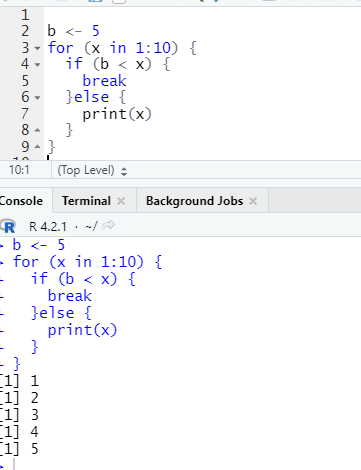 1
2 b <- 5
3 for (x in 1:10) {
4 if (b < x) {
5 break
6 }else {
7 print(x)
8 }
9 }
10:1 (Top Level)
Console Terminal Background Jobs
R R 4.2.1 · ~/
> b <- 5
> for (x in 1:10) {
+ if (b < x) {
+ break
+ }else {
+ print(x)
+ }
+ }
[1] 1
[1] 2
[1] 3
[1] 4
[1] 5
>